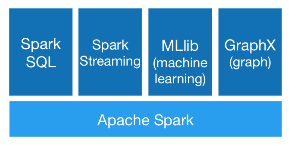 Spark
SQL
Spark
Streaming
MLlib
(machine
learning)
GraphX
(graph)
Apache Spark